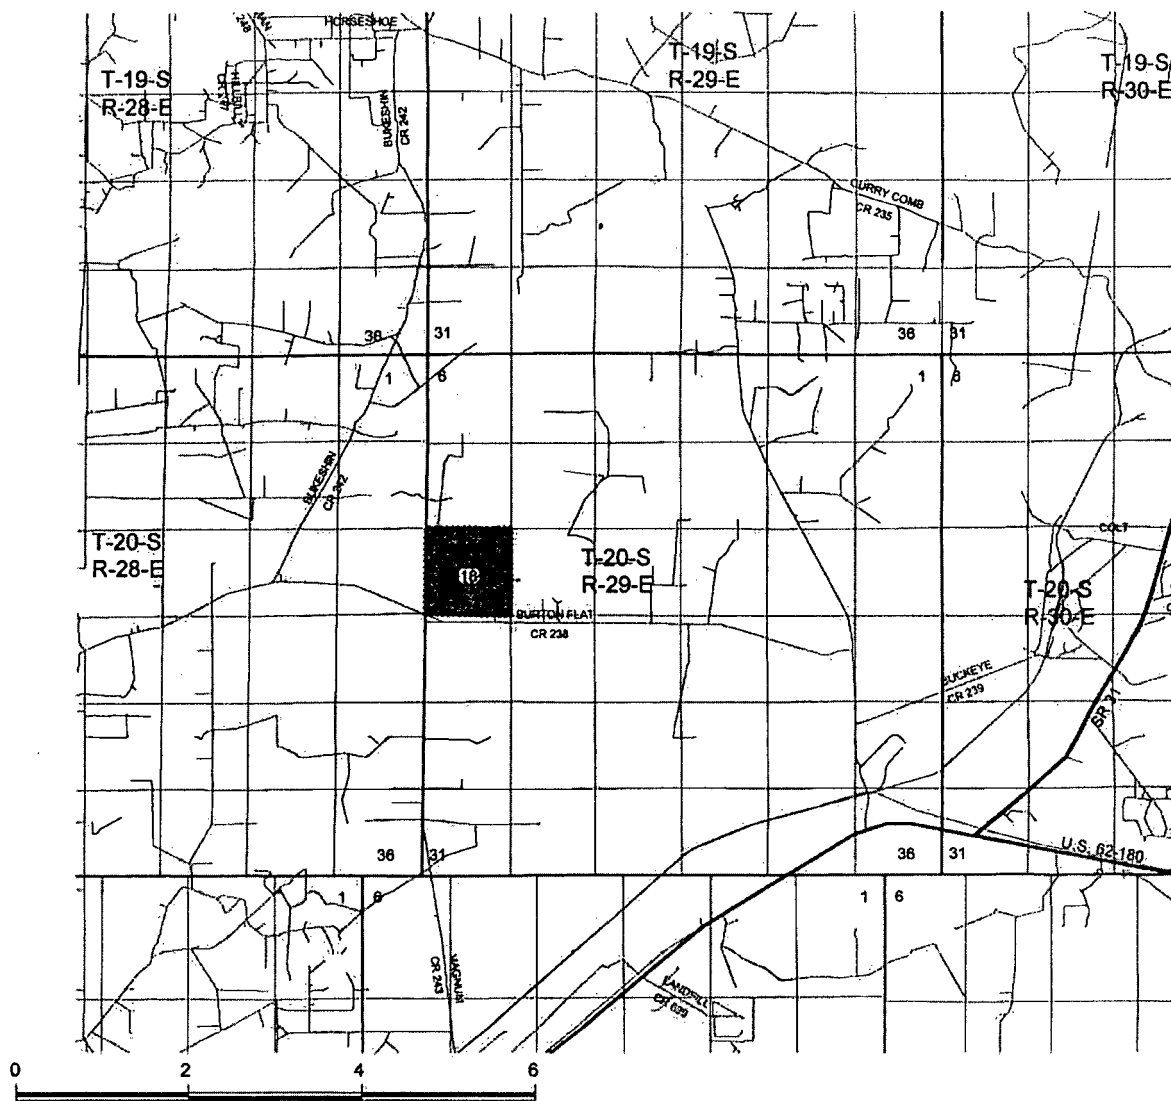 HORSESHOE
T-19-S
R-28-E
T-19-S
R-29-E
T-19-S
R-30-E
BUKESHIN
CR 242
CURRY COMB
CR 235
36
31
36
31
1
6
1
6
BUKESHIN
CR 242
T-20-S
R-28-E
18
T-20-S
R-29-E
COLT
T-20-S
R-30-E
BURTON FLAT
CR 238
BUCKEYE
CR 239
SR 31
36
31
36
31
U.S. 62-180
1
6
1
6
MAGNUM
CR 243
LANDFILL
0
2
4
6